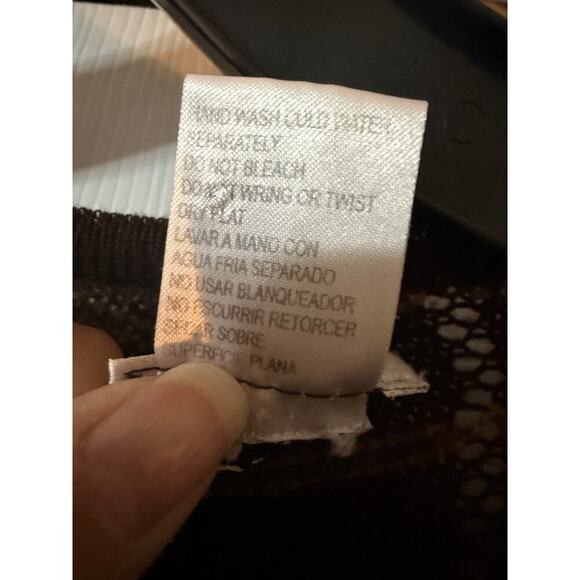 HAND WASH COLD WATER
SEPARATELY
DO NOT BLEACH
DO NOT WRING OR TWIST
DRY FLAT
LAVAR A MANO CON
AGUA FRIA SEPARADO
NO USAR BLANQUEADOR
NO ESCURRIR RETORCER
SECAR SOBRE
SUPERFICIE PLANA